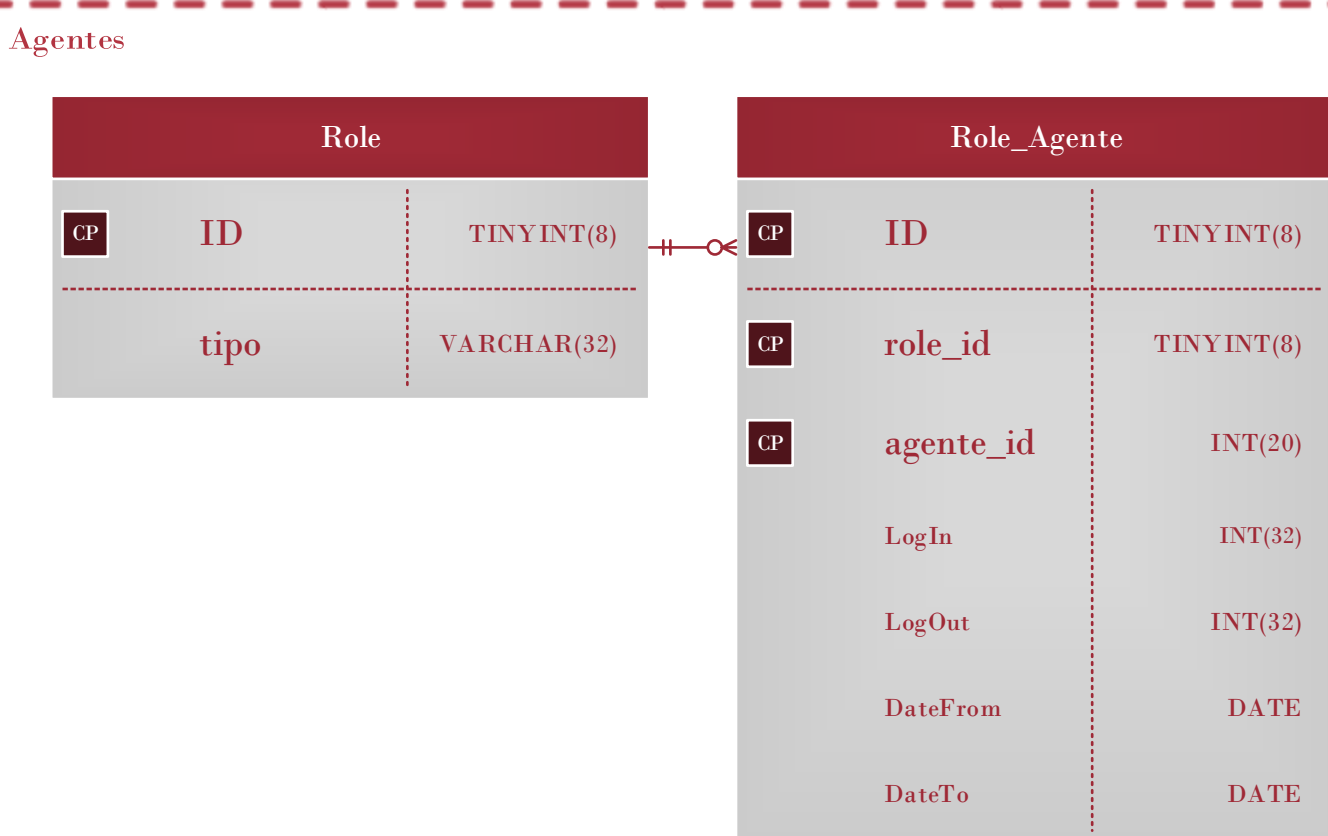 Agentes
Role
CP ID TINYINT(8)
tipo VARCHAR(32)
Role_Agente
CP ID TINYINT(8)
CP role_id TINYINT(8)
CP agente_id INT(20)
LogIn INT(32)
LogOut INT(32)
DateFrom DATE
DateTo DATE